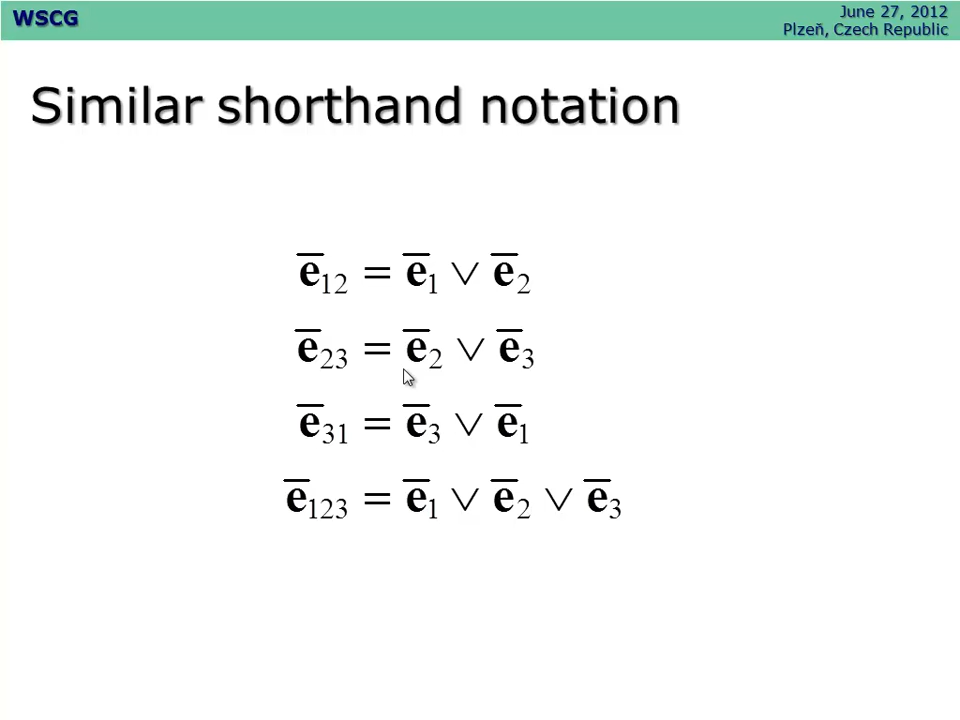 WSCG
June 27, 2012
Plzeň, Czech Republic
Similar shorthand notation
e̅₁₂ = e̅₁ ∨ e̅₂
e̅₂₃ = e̅₂ ∨ e̅₃
e̅₃₁ = e̅₃ ∨ e̅₁
e̅₁₂₃ = e̅₁ ∨ e̅₂ ∨ e̅₃